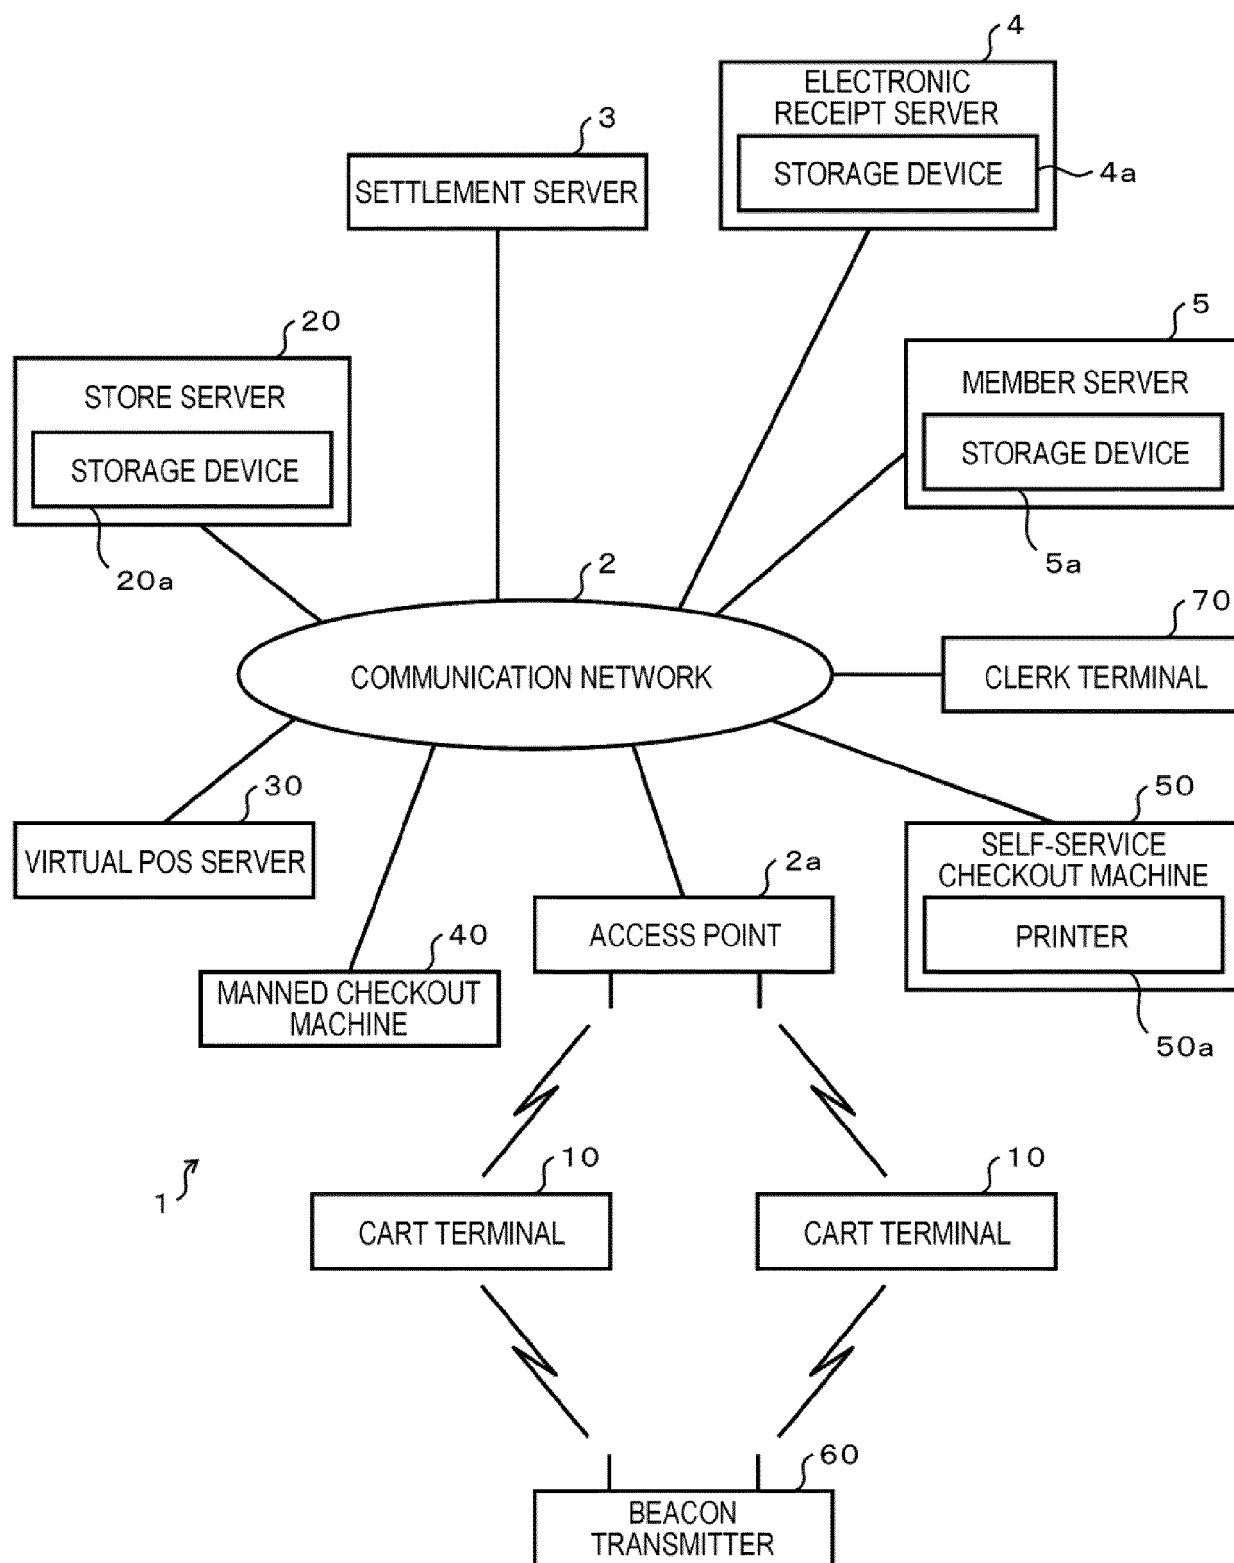 4
ELECTRONIC
RECEIPT SERVER
STORAGE DEVICE
4a
3
SETTLEMENT SERVER
20
STORE SERVER
STORAGE DEVICE
20a
5
MEMBER SERVER
STORAGE DEVICE
5a
2
COMMUNICATION NETWORK
70
CLERK TERMINAL
30
VIRTUAL POS SERVER
50
SELF-SERVICE
CHECKOUT MACHINE
PRINTER
50a
2a
ACCESS POINT
40
MANNED CHECKOUT
MACHINE
1
10
CART TERMINAL
10
CART TERMINAL
60
BEACON
TRANSMITTER